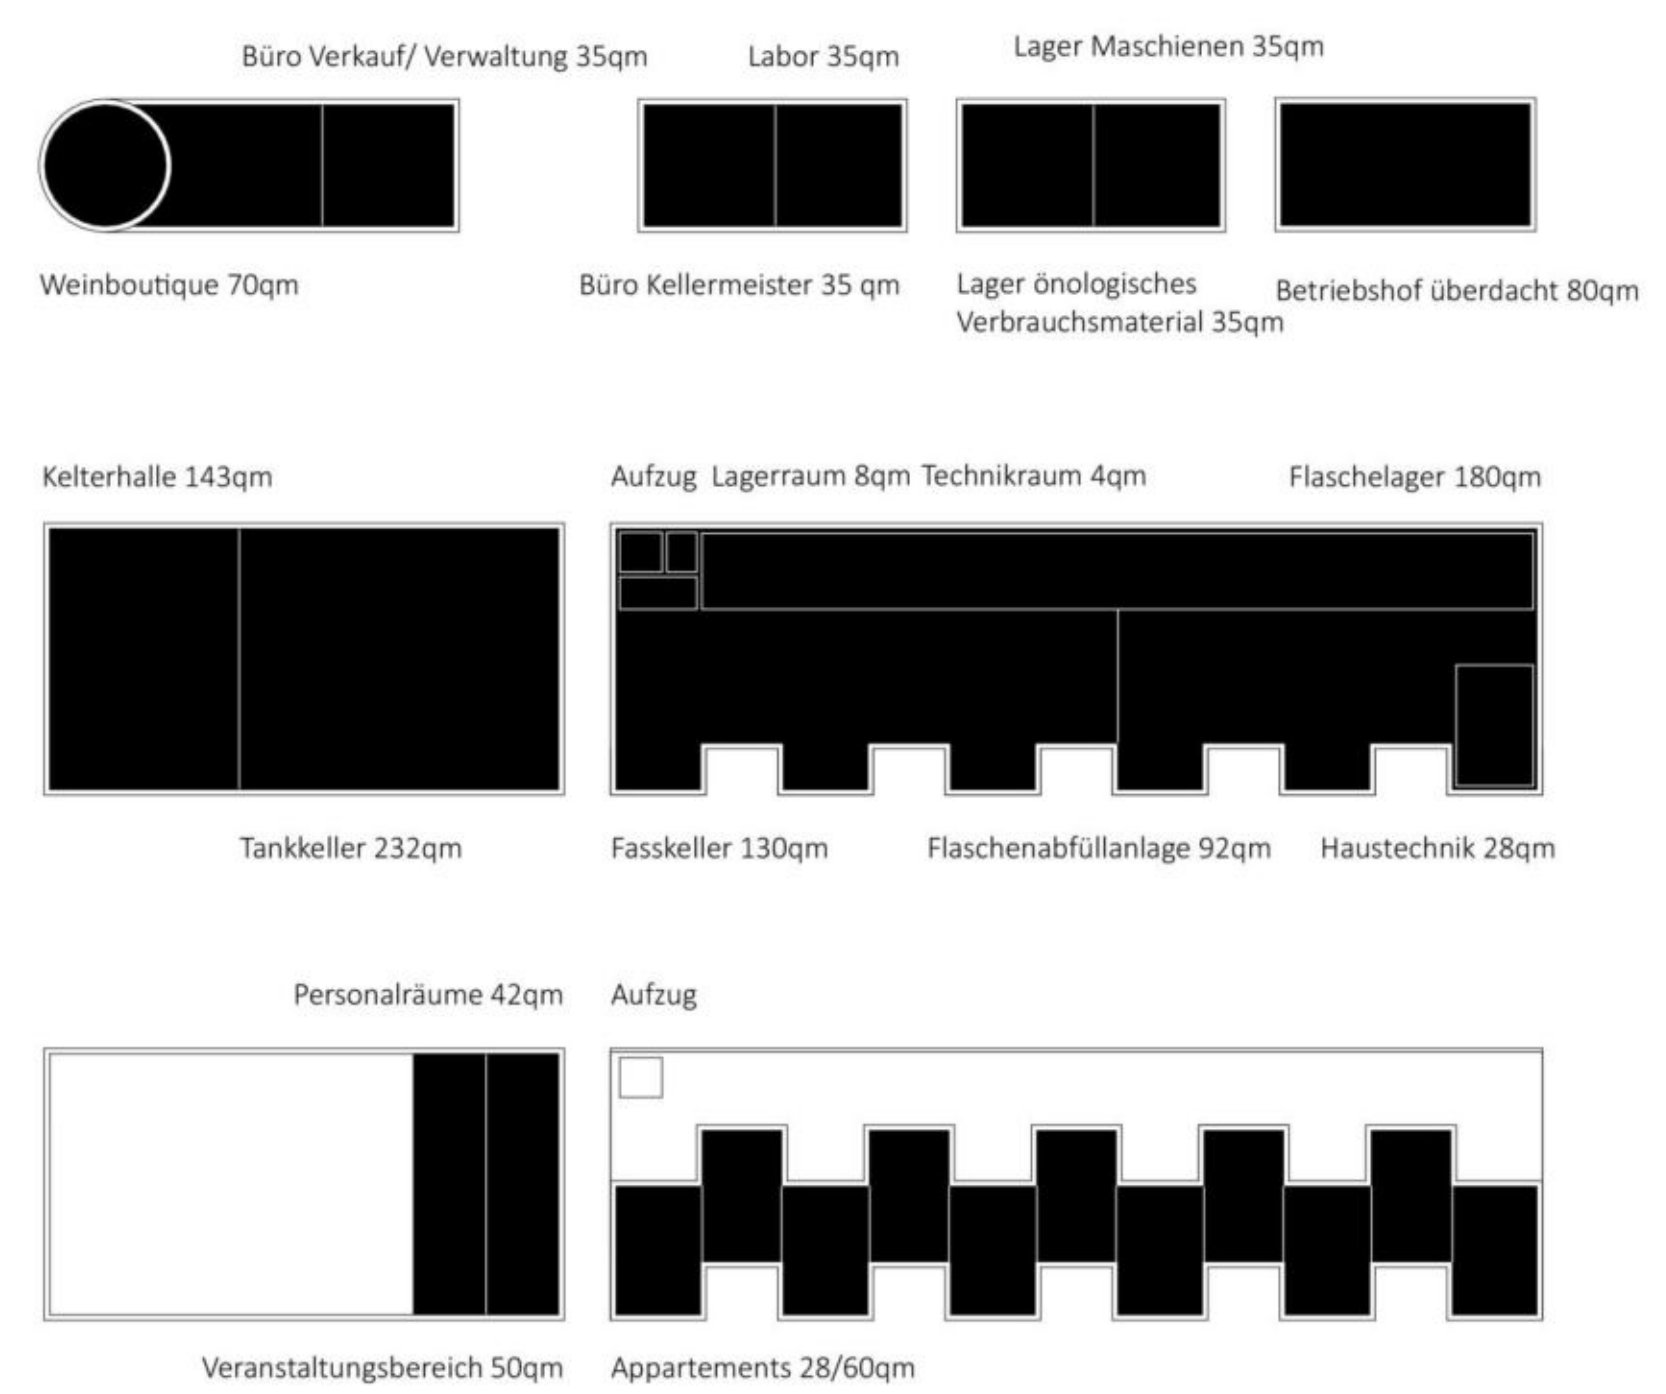 Büro Verkauf/ Verwaltung 35qm
Labor 35qm
Lager Maschienen 35qm
Weinboutique 70qm
Büro Kellermeister 35 qm
Lager önologisches
Verbrauchsmaterial 35qm
Betriebshof überdacht 80qm
Kelterhalle 143qm
Aufzug Lagerraum 8qm Technikraum 4qm
Flaschelager 180qm
Tankkeller 232qm
Fasskeller 130qm
Flaschenabfüllanlage 92qm
Haustechnik 28qm
Personalräume 42qm
Aufzug
Veranstaltungsbereich 50qm
Appartements 28/60qm